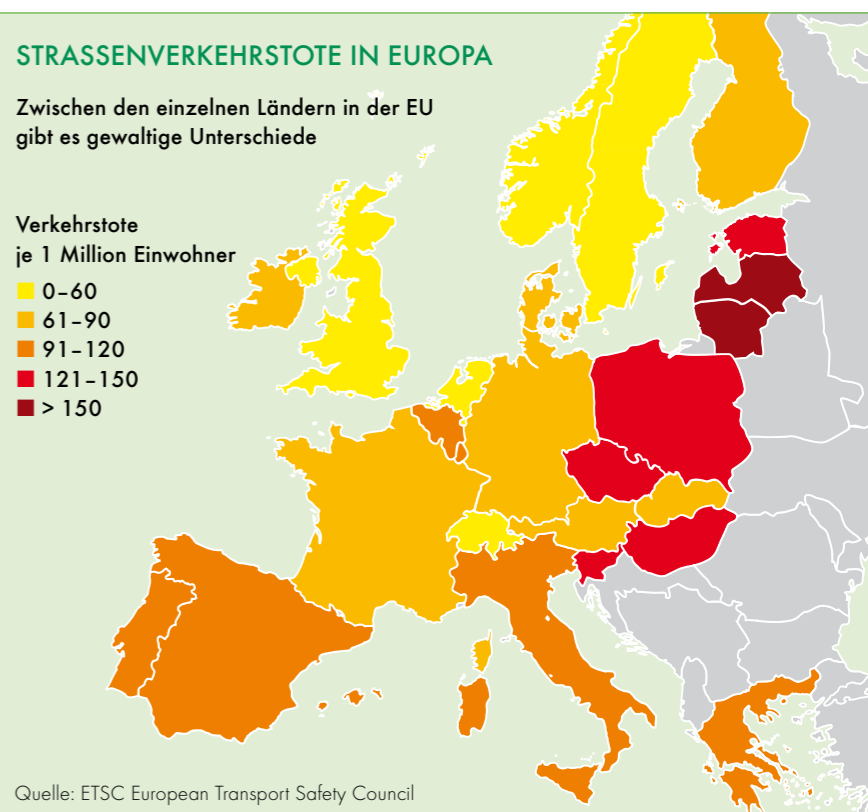 STRASSENVERKEHRSTOTE IN EUROPA
Zwischen den einzelnen Ländern in der EU
gibt es gewaltige Unterschiede
Verkehrstote
je 1 Million Einwohner
0–60
61–90
91–120
121–150
> 150
Quelle: ETSC European Transport Safety Council